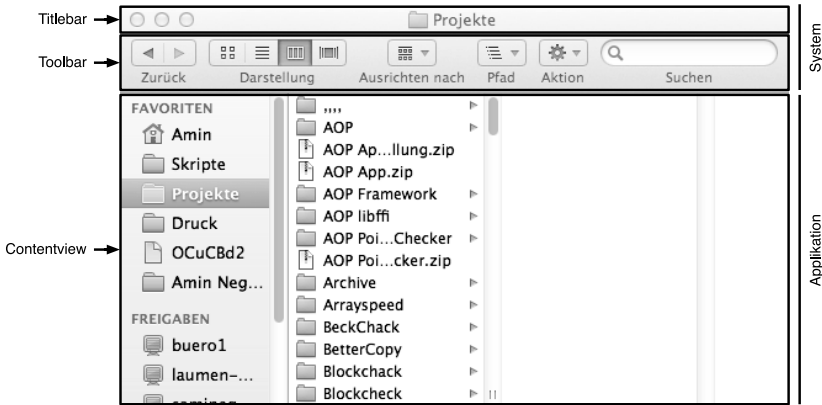 Titlebar
Projekte
System
Toolbar
Zurück
Darstellung
Ausrichten nach
Pfad
Aktion
Suchen
Contentview
Applikation
FAVORITEN
Amin
Skripte
Projekte
Druck
OCuCBd2
Amin Neg...
FREIGABEN
buero1
laumen-...
,,,,
AOP
AOP Ap...llung.zip
AOP App.zip
AOP Framework
AOP libffi
AOP Poi...Checker
AOP Poi...cker.zip
Archive
Arrayspeed
BeckChack
BetterCopy
Blockchack
Blockcheck